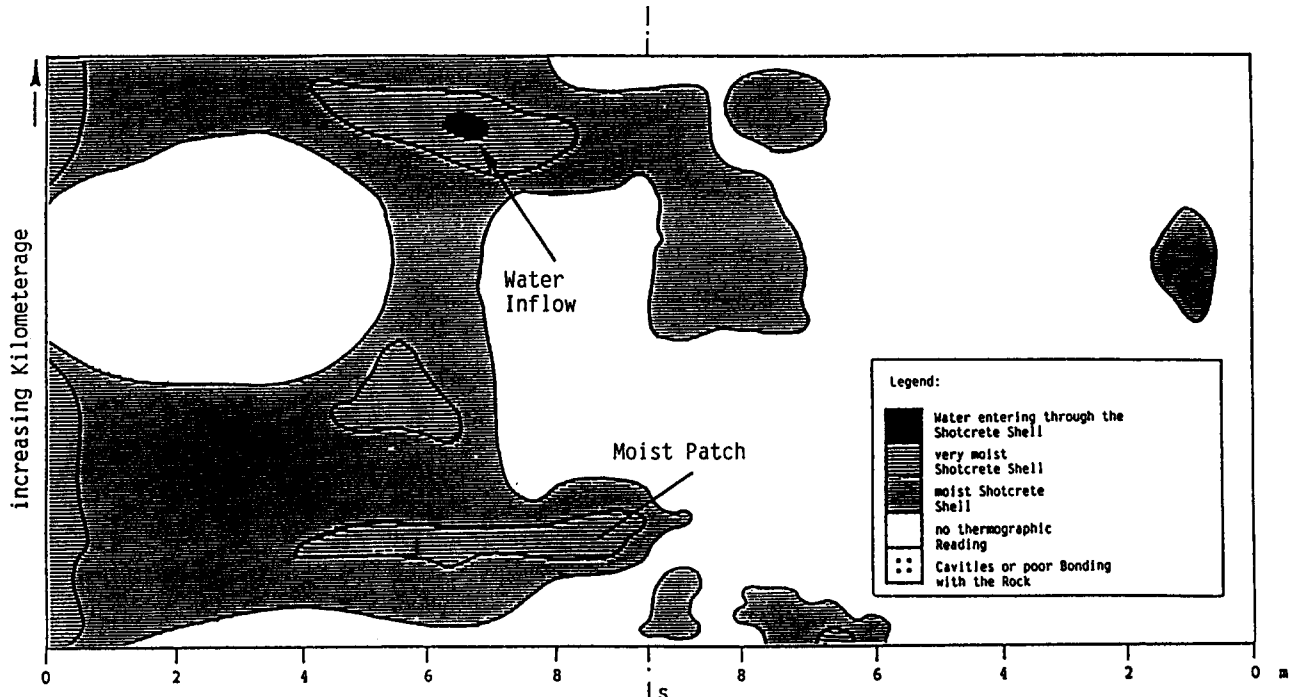 increasing Kilometerage
Water
Inflow
Moist Patch
Legend:
Water entering through the
Shotcrete Shell
very moist
Shotcrete Shell
moist Shotcrete
Shell
no thermographic
Reading
Cavities or poor Bonding
with the Rock
0 2 4 6 8 8 6 4 2 0 m
s